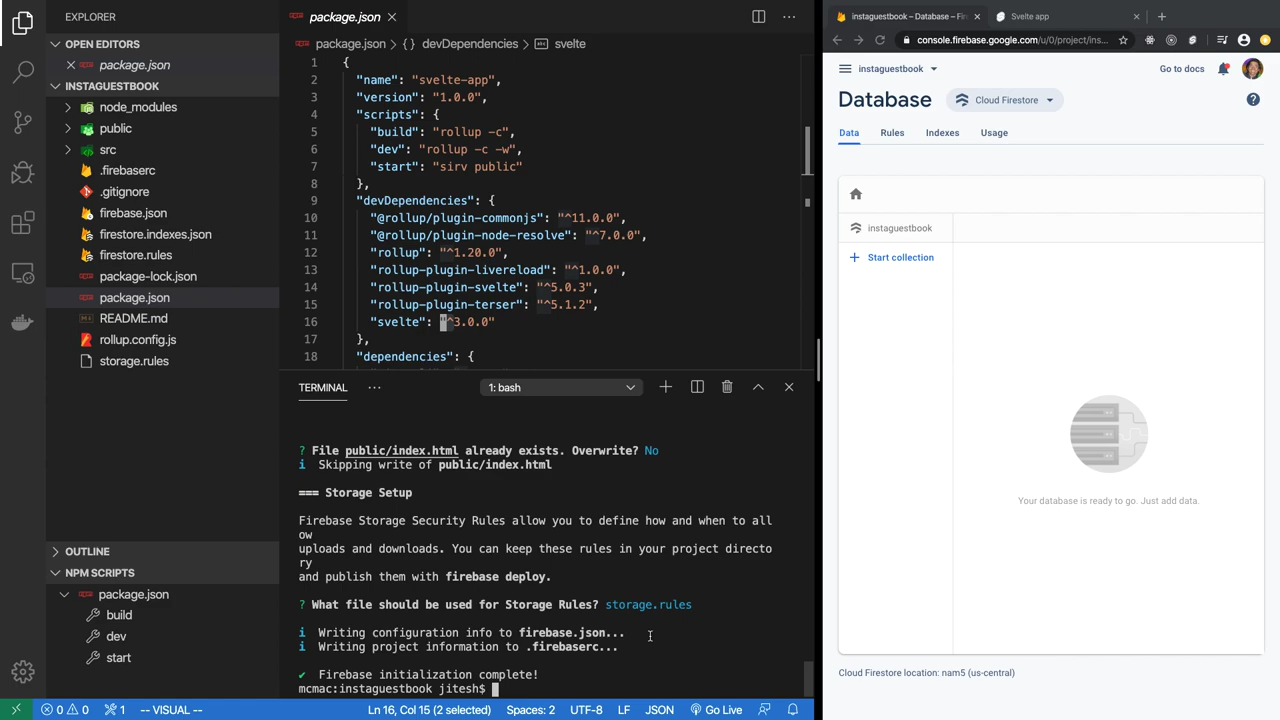 EXPLORER
OPEN EDITORS
package.json
INSTAGUESTBOOK
node_modules
public
src
.firebaserc
.gitignore
firebase.json
firestore.indexes.json
firestore.rules
package-lock.json
package.json
README.md
rollup.config.js
storage.rules
OUTLINE
NPM SCRIPTS
package.json
build
dev
start
package.json
package.json > {} devDependencies > svelte
1 {
2 "name": "svelte-app",
3 "version": "1.0.0",
4 "scripts": {
5 "build": "rollup -c",
6 "dev": "rollup -c -w",
7 "start": "sirv public"
8 },
9 "devDependencies": {
10 "@rollup/plugin-commonjs": "^11.0.0",
11 "@rollup/plugin-node-resolve": "^7.0.0",
12 "rollup": "^1.20.0",
13 "rollup-plugin-livereload": "^1.0.0",
14 "rollup-plugin-svelte": "^5.0.3",
15 "rollup-plugin-terser": "^5.1.2",
16 "svelte": "^3.0.0"
17 },
18 "dependencies": {
TERMINAL ··· 1: bash
? File public/index.html already exists. Overwrite? No
i Skipping write of public/index.html
=== Storage Setup
Firebase Storage Security Rules allow you to define how and when to all
ow
uploads and downloads. You can keep these rules in your project directo
ry
and publish them with firebase deploy.
? What file should be used for Storage Rules? storage.rules
i Writing configuration info to firebase.json...
i Writing project information to .firebaserc...
✔ Firebase initialization complete!
mcmac:instaguestbook jitesh$
0 0 1 -- VISUAL -- Ln 16, Col 15 (2 selected) Spaces: 2 UTF-8 LF JSON Go Live
instaguestbook – Database – Fi
Svelte app
console.firebase.google.com/u/0/project/ins...
instaguestbook
Go to docs
Database
Cloud Firestore
Data Rules Indexes Usage
instaguestbook
+ Start collection
Your database is ready to go. Just add data.
Cloud Firestore location: nam5 (us-central)